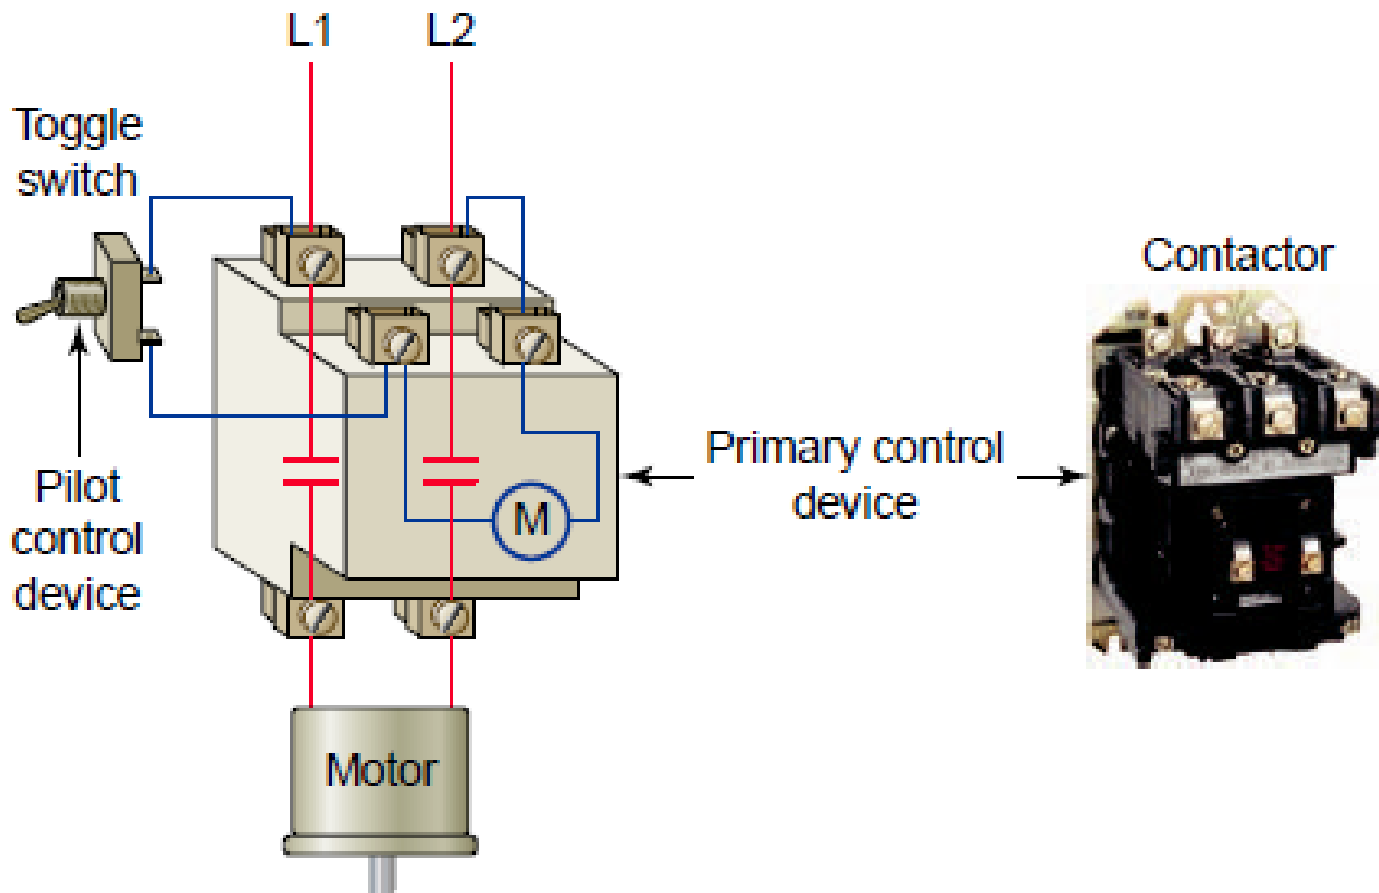 L1
L2
Toggle
switch
Contactor
Primary control
device
Pilot
control
device
M
Motor